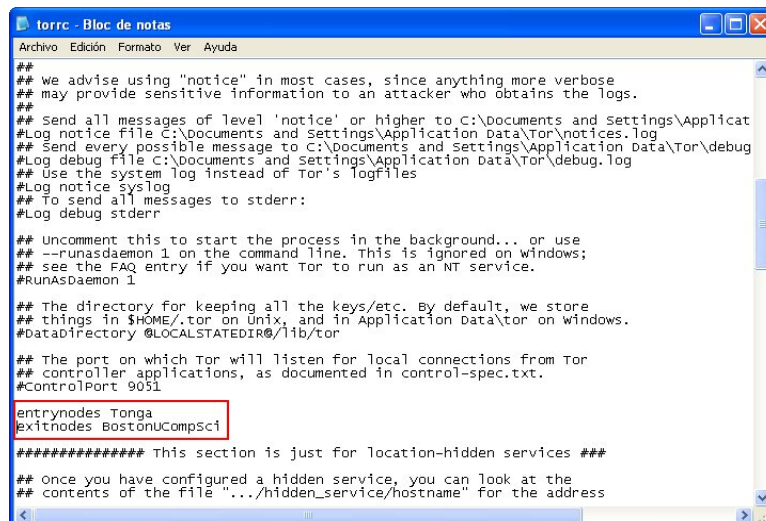 torrc - Bloc de notas
Archivo Edición Formato Ver Ayuda
##
## We advise using "notice" in most cases, since anything more verbose
## may provide sensitive information to an attacker who obtains the logs.
##
## Send all messages of level 'notice' or higher to C:\Documents and Settings\Applicat
#Log notice file C:\Documents and Settings\Application Data\Tor\notices.log
## Send every possible message to C:\Documents and Settings\Application Data\Tor\debug
#Log debug file C:\Documents and Settings\Application Data\Tor\debug.log
## Use the system log instead of Tor's logfiles
#Log notice syslog
## To send all messages to stderr:
#Log debug stderr
## Uncomment this to start the process in the background... or use
## --runasdaemon 1 on the command line. This is ignored on Windows;
## see the FAQ entry if you want Tor to run as an NT service.
#RunAsDaemon 1
## The directory for keeping all the keys/etc. By default, we store
## things in $HOME/.tor on Unix, and in Application Data\tor on Windows.
#DataDirectory @LOCALSTATEDIR@/lib/tor
## The port on which Tor will listen for local connections from Tor
## controller applications, as documented in control-spec.txt.
#ControlPort 9051
entrynodes Tonga
exitnodes BostonUCompSci
############### This section is just for location-hidden services ###
## Once you have configured a hidden service, you can look at the
## contents of the file ".../hidden_service/hostname" for the address